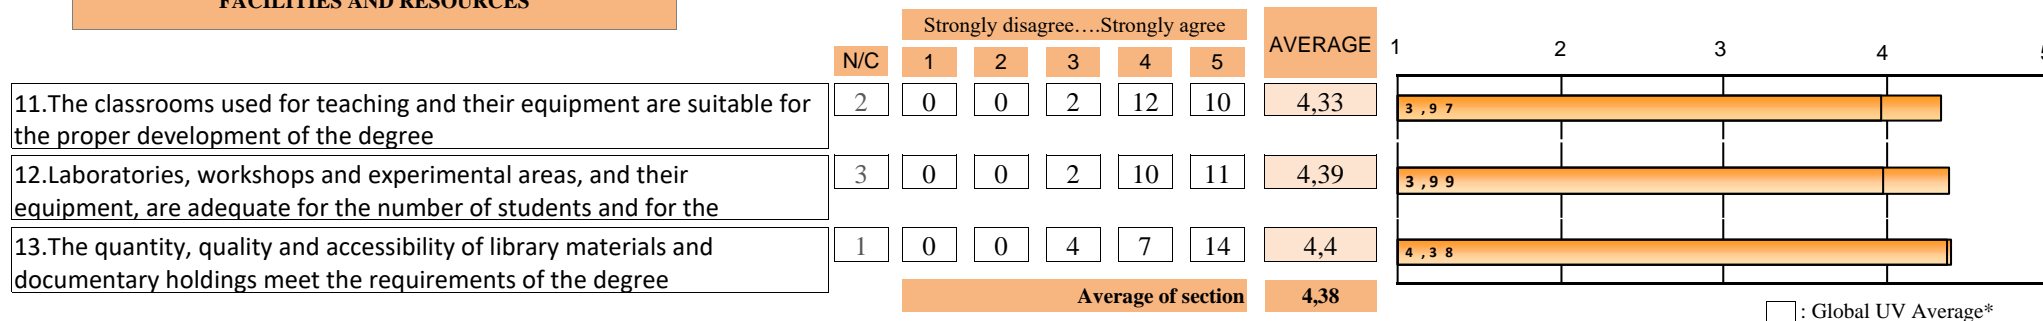 FACILITIES AND RESOURCES
Strongly disagree….Strongly agree
N/C 1 2 3 4 5 AVERAGE 1 2 3 4 5
11.The classrooms used for teaching and their equipment are suitable for 2 0 0 2 12 10 4,33 3,97
the proper development of the degree
12.Laboratories, workshops and experimental areas, and their 3 0 0 2 10 11 4,39 3,99
equipment, are adequate for the number of students and for the
13.The quantity, quality and accessibility of library materials and 1 0 0 4 7 14 4,4 4,38
documentary holdings meet the requirements of the degree
Average of section 4,38
: Global UV Average*